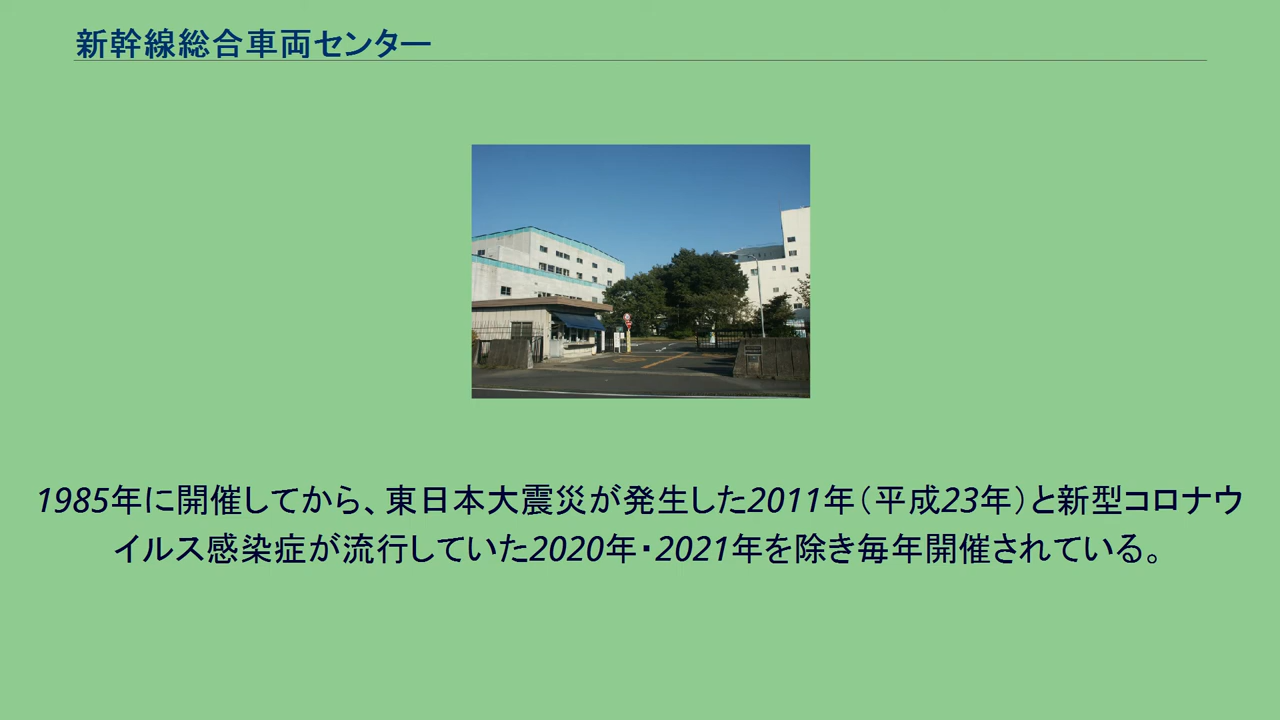 新幹線総合車両センター
1985年に開催してから、東日本大震災が発生した2011年（平成23年）と新型コロナウ
イルス感染症が流行していた2020年・2021年を除き毎年開催されている。